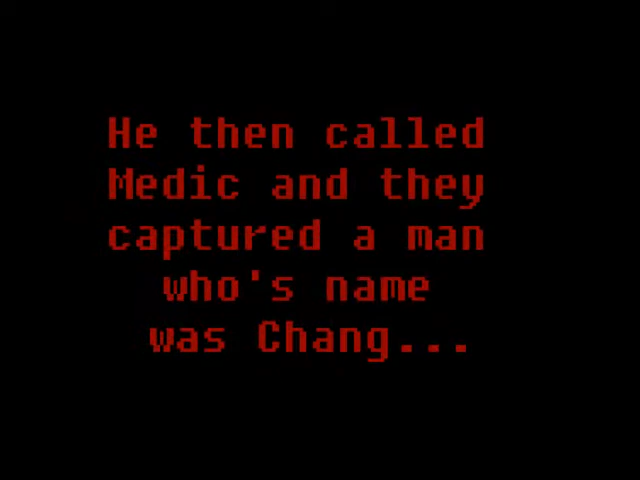 He then called
Medic and they
captured a man
who's name
was Chang...